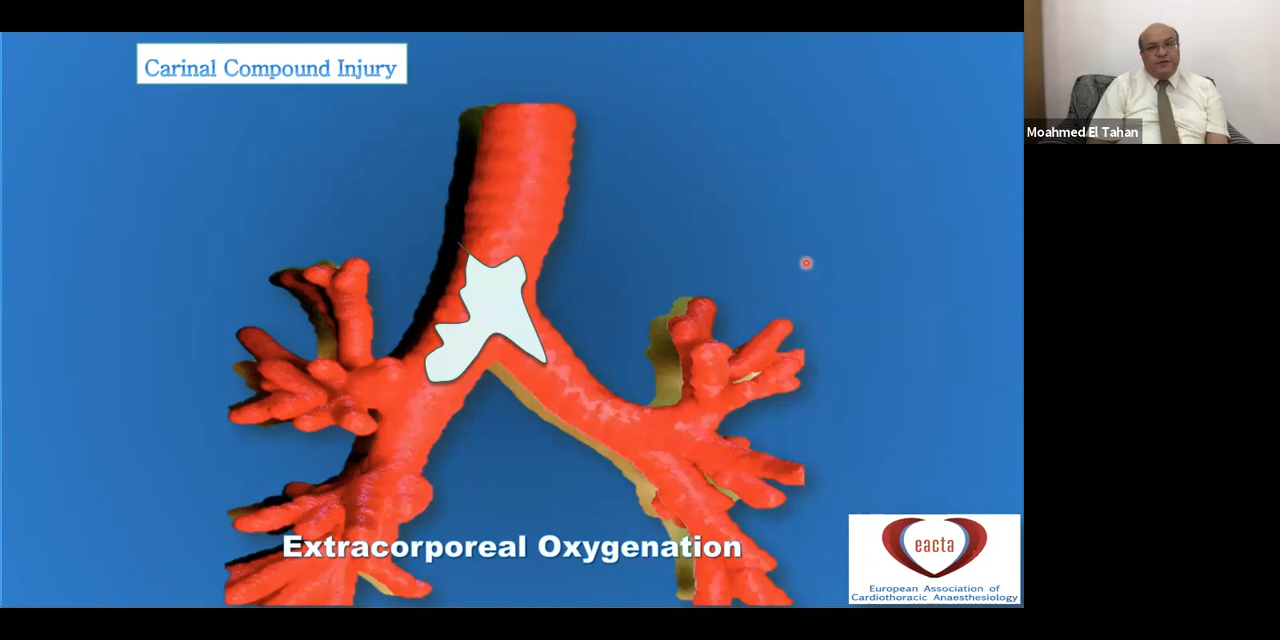 Carinal Compound Injury
Moahmed El Tahan
Extracorporeal Oxygenation
eacta
European Association of
Cardiothoracic Anaesthesiology